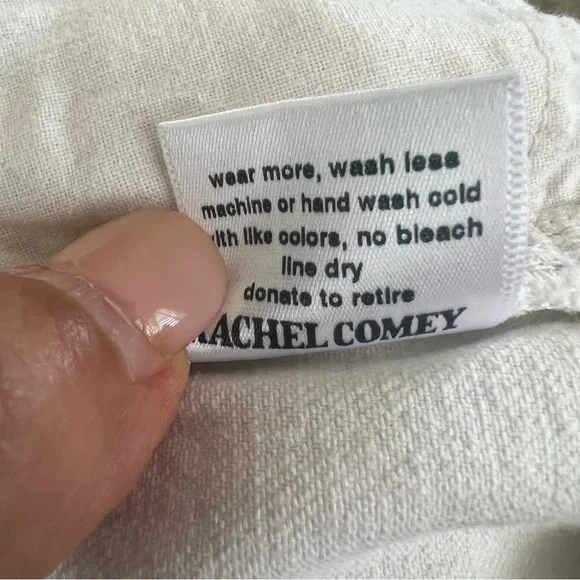 wear more, wash less
machine or hand wash cold
with like colors, no bleach
line dry
donate to retire
RACHEL COMEY